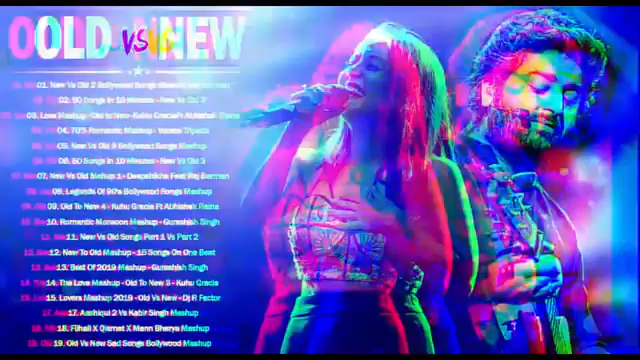 OLD VS NEW
01. New Vs Old 2 Bollywood Songs
02. 90 Songs In 10 Minutes - New Vs Old
03. Love Mashup - Old to New - Kuhu Gracia Ft Abhishek Raina
04. 70'S Romantic Mashup -
05. New Vs Old 9 Bollywood Songs Mashup
06. 60 Songs In 10 Minutes - New Vs Old 3
07. New Vs Old Mashup 1 - Deepshikha Feat Raj Barman
08. Legends Of 90's Bollywood Songs Mashup
09. Old To New 4 - Kuhu Gracia Ft Abhishek Raina
10. Romantic Monsoon Mashup - Gurashish Singh
11. New Vs Old Songs Part 1 Vs Part 2
12. New To Old Mashup - 15 Songs On One Beat
13. Best Of 2019 Mashup - Gurashish Singh
14. The Love Mashup - Old To New 3 - Kuhu Gracia
15. Lovers Mashup 2019 - Old Vs New - Dj R Factor
17. Aashiqui 2 Vs Kabir Singh Mashup
18. Filhall X Qismat X Mann Bharya Mashup
19. Old Vs New Sad Songs Bollywood Mashup